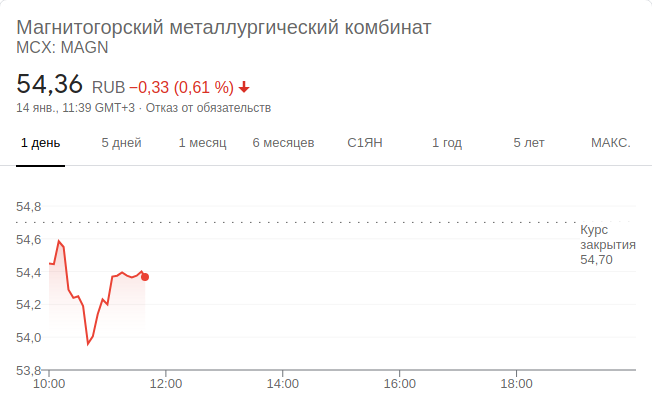 Магнитогорский металлургический комбинат
MCX: MAGN
54,36 RUB −0,33 (0,61 %)
14 янв., 11:39 GMT+3 · Отказ от обязательств
1 день 5 дней 1 месяц 6 месяцев С1ЯН 1 год 5 лет МАКС.
54,8
54,6
54,4
54,2
54,0
53,8
Курс
закрытия
54,70
10:00 12:00 14:00 16:00 18:00